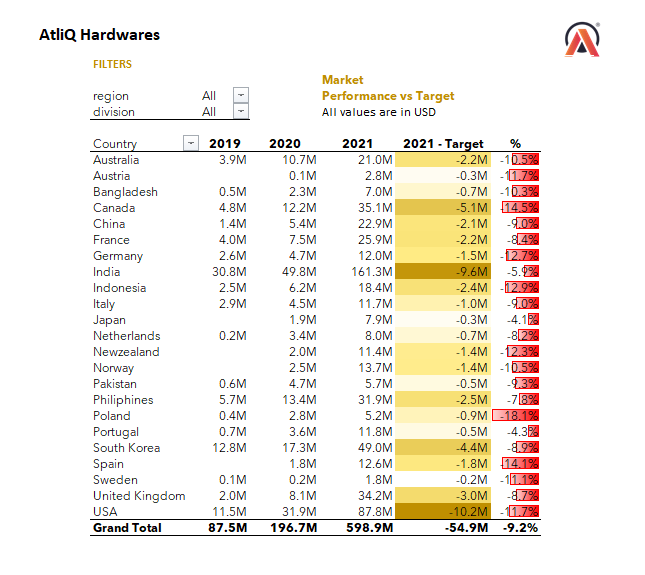 AtliQ Hardwares
FILTERS
Market
region All Performance vs Target
division All All values are in USD
Country 2019 2020 2021 2021 - Target %
Australia 3.9M 10.7M 21.0M -2.2M -10.5%
Austria 0.1M 2.8M -0.3M -11.7%
Bangladesh 0.5M 2.3M 7.0M -0.7M -10.3%
Canada 4.8M 12.2M 35.1M -5.1M -14.5%
China 1.4M 5.4M 22.9M -2.1M -9.0%
France 4.0M 7.5M 25.9M -2.2M -8.4%
Germany 2.6M 4.7M 12.0M -1.5M -12.7%
India 30.8M 49.8M 161.3M -9.6M -5.9%
Indonesia 2.5M 6.2M 18.4M -2.4M -12.9%
Italy 2.9M 4.5M 11.7M -1.0M -9.0%
Japan 1.9M 7.9M -0.3M -4.1%
Netherlands 0.2M 3.4M 8.0M -0.7M -8.2%
Newzealand 2.0M 11.4M -1.4M -12.3%
Norway 2.5M 13.7M -1.4M -10.5%
Pakistan 0.6M 4.7M 5.7M -0.5M -9.3%
Philiphines 5.7M 13.4M 31.9M -2.5M -7.8%
Poland 0.4M 2.8M 5.2M -0.9M -18.1%
Portugal 0.7M 3.6M 11.8M -0.5M -4.3%
South Korea 12.8M 17.3M 49.0M -4.4M -8.9%
Spain 1.8M 12.6M -1.8M -14.1%
Sweden 0.1M 0.2M 1.8M -0.2M -11.1%
United Kingdom 2.0M 8.1M 34.2M -3.0M -8.7%
USA 11.5M 31.9M 87.8M -10.2M -11.7%
Grand Total 87.5M 196.7M 598.9M -54.9M -9.2%